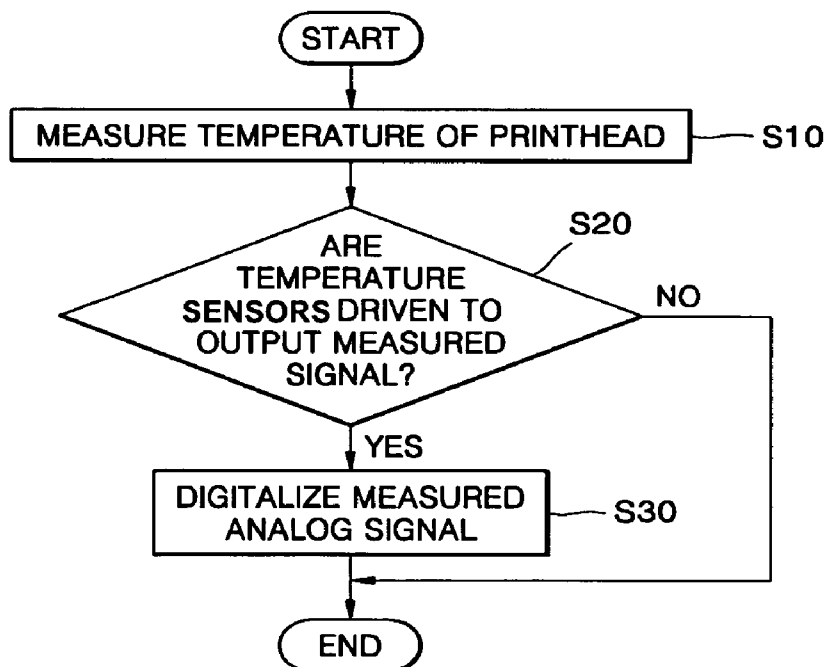 START
MEASURE TEMPERATURE OF PRINTHEAD
S10
S20
ARE
TEMPERATURE
SENSORS DRIVEN TO
OUTPUT MEASURED
SIGNAL?
NO
YES
DIGITALIZE MEASURED
ANALOG SIGNAL
S30
END